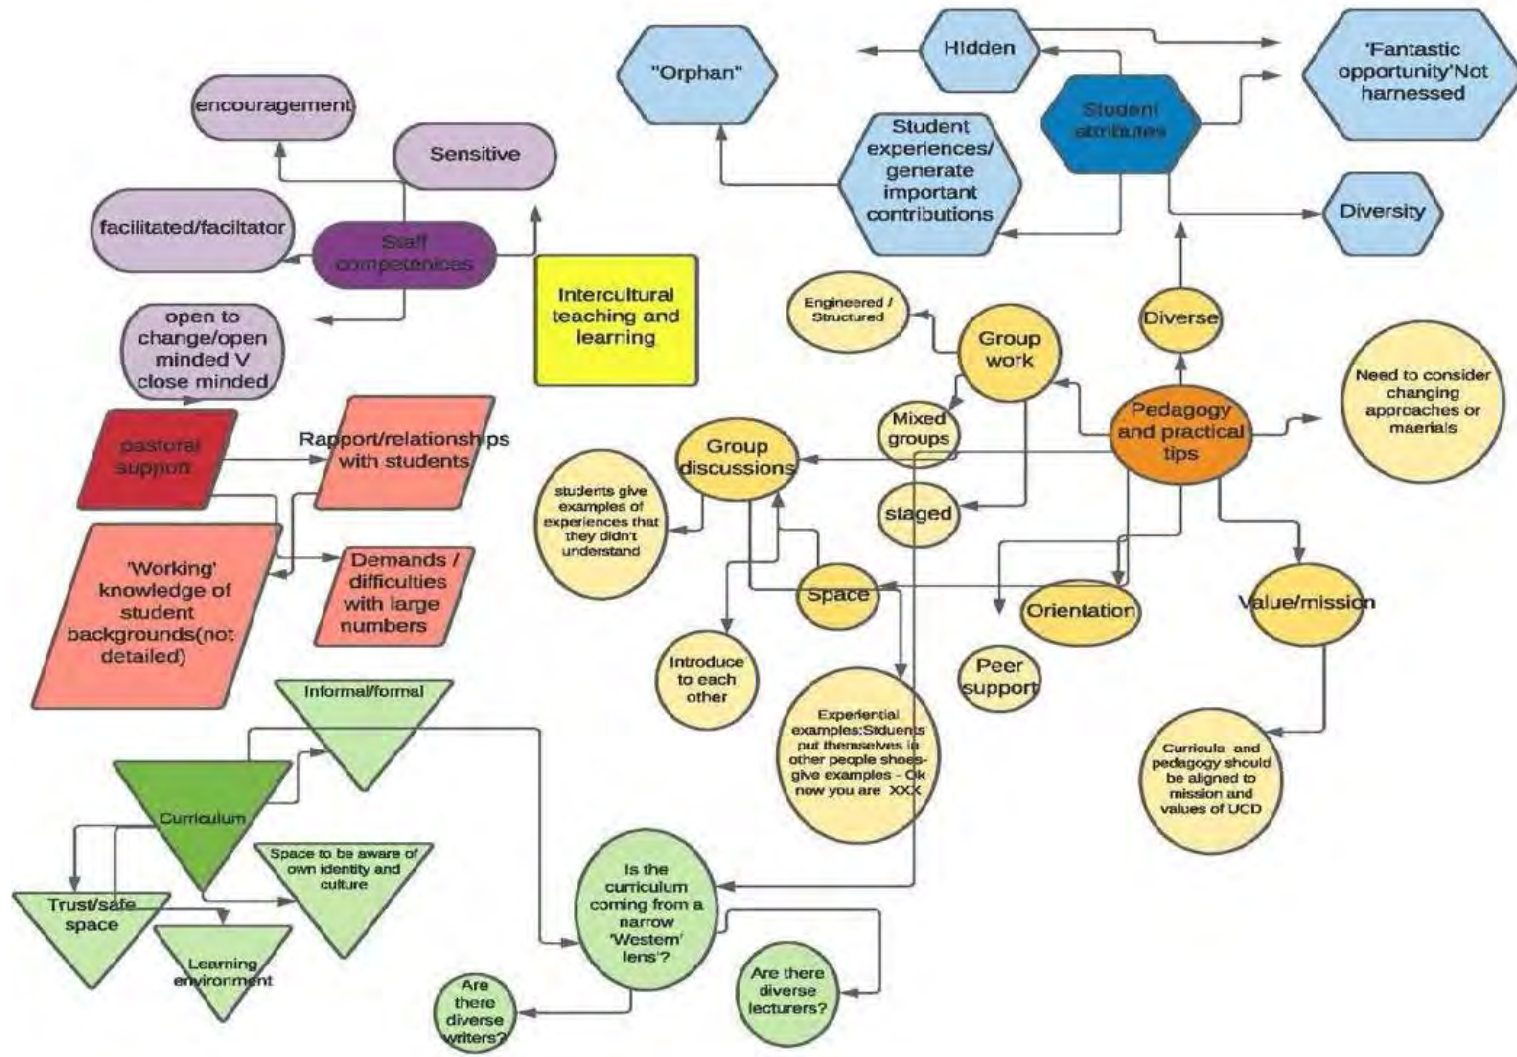 "Orphan"
HIdden
'Fantastic
opportunity'Not
harnessed
Student
attributes
Student
experiences/
generate
important
contributions
Diversity
encouragement
Sensitive
facilitated/faciltator
Staff
competenices
open to
change/open
minded V
close minded
Intercultural
teaching and
learning
Engineered /
Structured
Group
work
Diverse
Need to consider
changing
approaches or
maerials
Pedagogy
and practical
tips
Mixed
groups
Group
discussions
staged
students give
examples of
experiences that
they didn't
understand
Space
Orientation
Value/mission
Introduce
to each
other
Peer
support
Experiential
examples:Stduents
put themselves in
other people shoes-
give examples - Ok
now you are XXX
Curricula and
pedagogy should
be aligned to
mission and
values of UCD
pastoral
support
Rapport/relationships
with students
'Working'
knowledge of
student
backgrounds(not
detailed)
Demands /
difficulties
with large
numbers
Informal/formal
Curriculum
Space to be aware of
own identity and
culture
Trust/safe
space
Learning
environment
Is the
curriculum
coming from a
narrow
'Western'
lens'?
Are there
diverse
lecturers?
Are
there
diverse
writers?